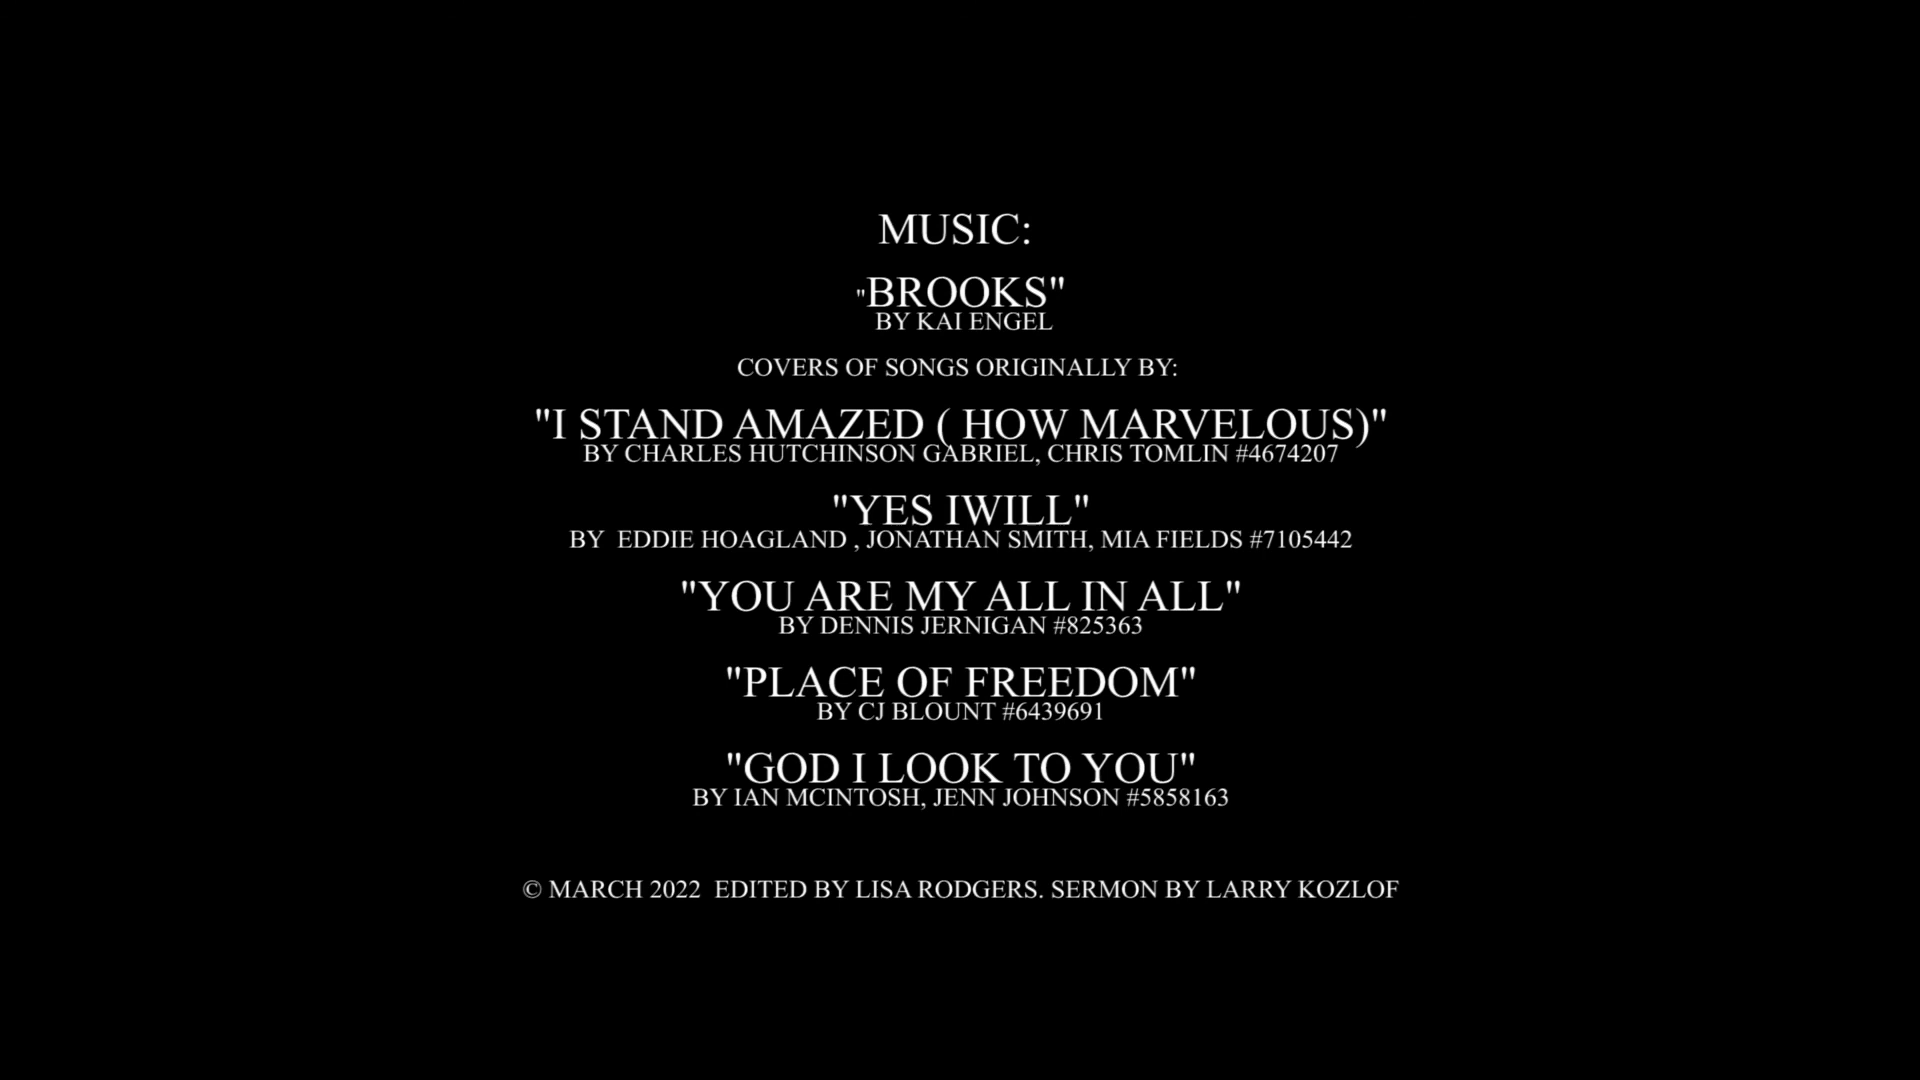 MUSIC:
"BROOKS"
BY KAI ENGEL
COVERS OF SONGS ORIGINALLY BY:
"I STAND AMAZED ( HOW MARVELOUS)"
BY CHARLES HUTCHINSON GABRIEL, CHRIS TOMLIN #4674207
"YES IWILL"
BY  EDDIE HOAGLAND , JONATHAN SMITH, MIA FIELDS #7105442
"YOU ARE MY ALL IN ALL"
BY DENNIS JERNIGAN #825363
"PLACE OF FREEDOM"
BY CJ BLOUNT #6439691
"GOD I LOOK TO YOU"
BY IAN MCINTOSH, JENN JOHNSON #5858163
© MARCH 2022  EDITED BY LISA RODGERS. SERMON BY LARRY KOZLOF